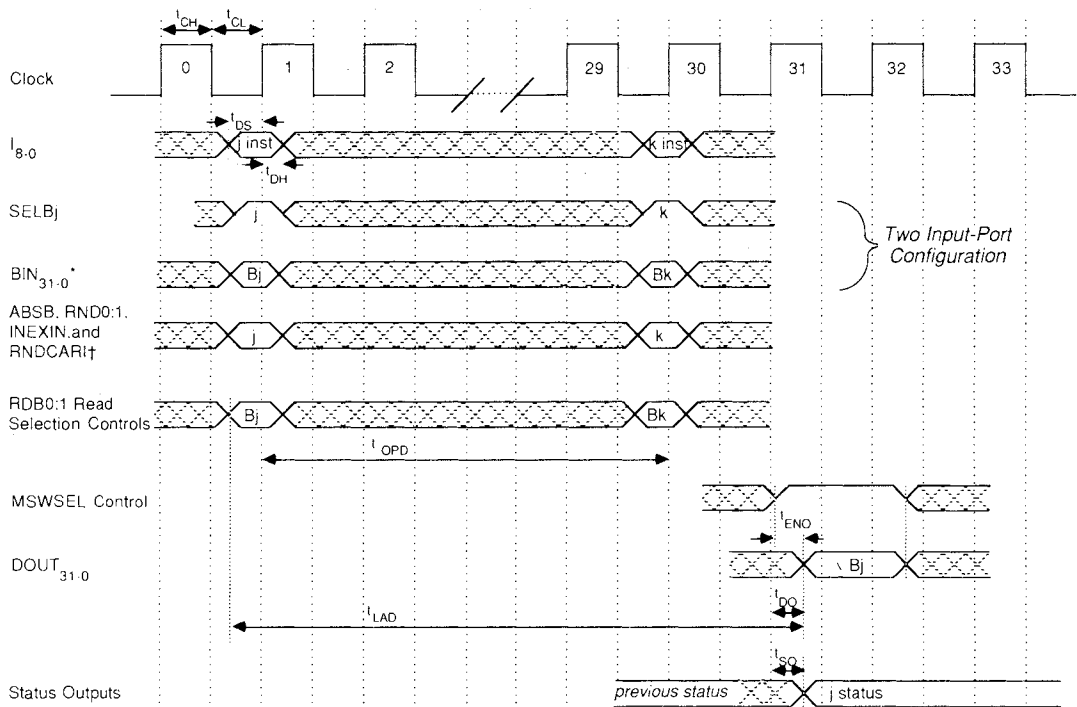 tCH tCL
Clock 0 1 2 29 30 31 32 33
tDS
I8-0 j inst k inst
tDH
SELBj j k
Two Input-Port
Configuration
BIN31-0* Bj Bk
ABSB, RND0:1,
INEXIN,and
RNDCARI† j k
RDB0:1 Read
Selection Controls Bj Bk
tOPD
MSWSEL Control
tENO
DOUT31-0 Bj
tDO
tLAD
tSO
Status Outputs previous status j status